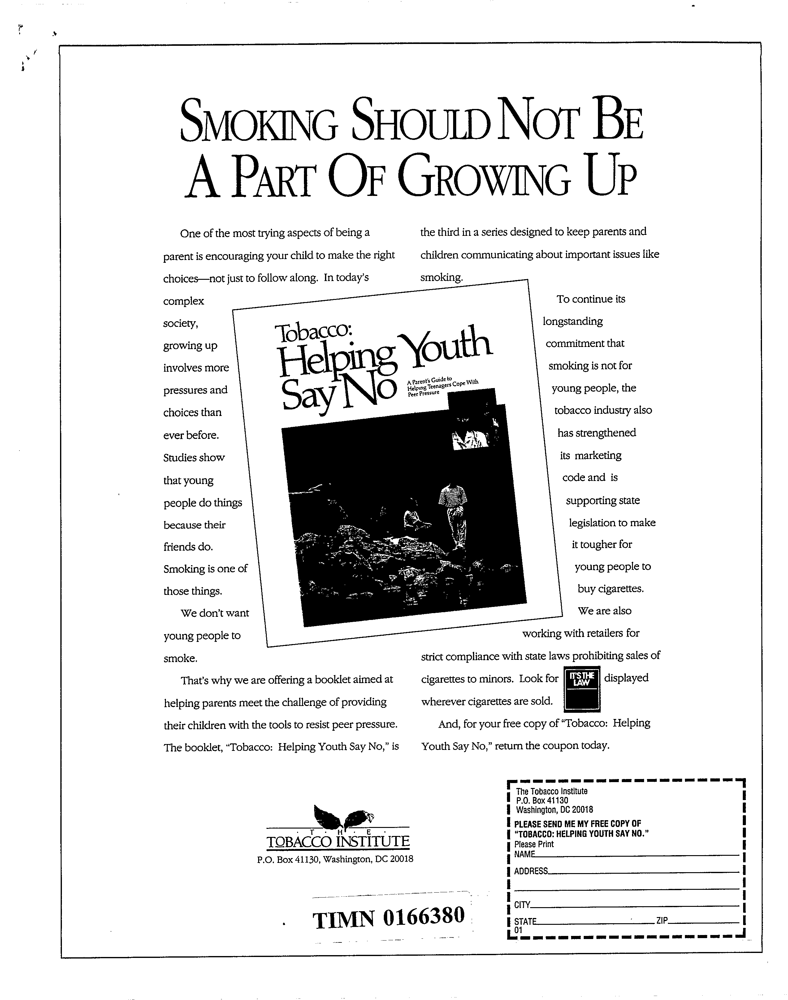 SMOKING SHOULD NOT BE
A PART OF GROWING UP
One of the most trying aspects of being a
parent is encouraging your child to make the right
choices—not just to follow along. In today's
complex
society,
growing up
involves more
pressures and
choices than
ever before.
Studies show
that young
people do things
because their
friends do.
Smoking is one of
those things.
We don't want
young people to
smoke.
That's why we are offering a booklet aimed at
helping parents meet the challenge of providing
their children with the tools to resist peer pressure.
The booklet, "Tobacco: Helping Youth Say No," is
Tobacco:
Helping Youth
Say No
A Parent's Guide to
Helping Teenagers Cope With
Peer Pressure
the third in a series designed to keep parents and
children communicating about important issues like
smoking.
To continue its
longstanding
commitment that
smoking is not for
young people, the
tobacco industry also
has strengthened
its marketing
code and is
supporting state
legislation to make
it tougher for
young people to
buy cigarettes.
We are also
working with retailers for
strict compliance with state laws prohibiting sales of
cigarettes to minors. Look for IT'S THE LAW displayed
wherever cigarettes are sold.
And, for your free copy of "Tobacco: Helping
Youth Say No," return the coupon today.
THE
TOBACCO INSTITUTE
P.O. Box 41130, Washington, DC 20018
The Tobacco Institute
P.O. Box 41130
Washington, DC 20018
PLEASE SEND ME MY FREE COPY OF
"TOBACCO: HELPING YOUTH SAY NO."
Please Print
NAME
ADDRESS
CITY
STATE ZIP
01
TIMN 0166380